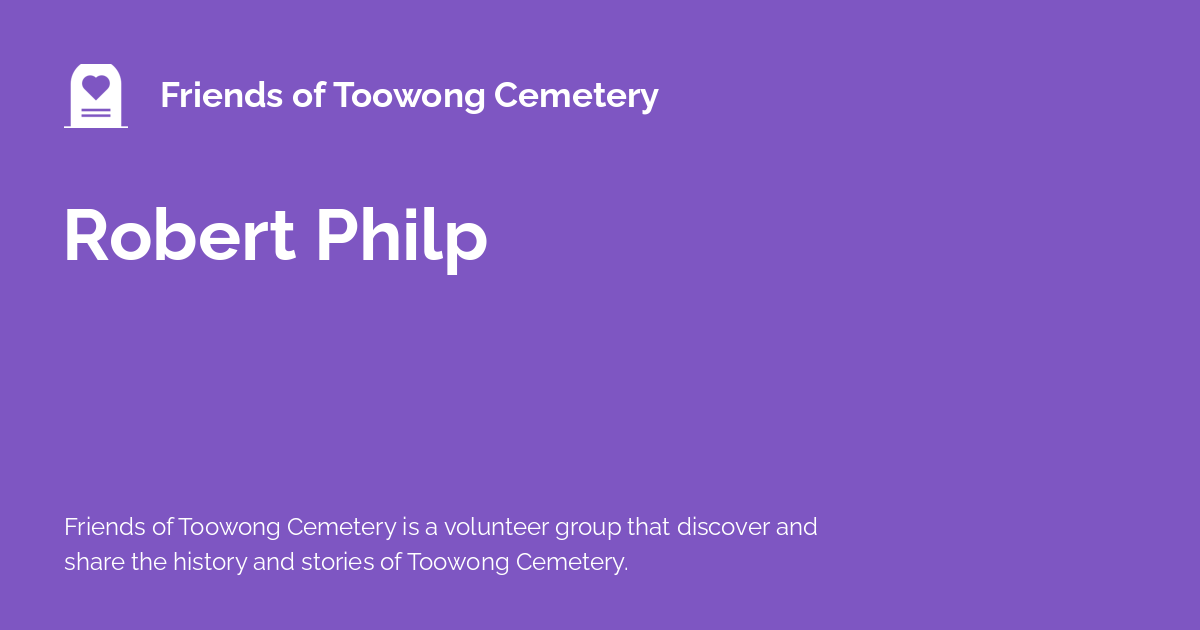 Friends of Toowong Cemetery
Robert Philp
Friends of Toowong Cemetery is a volunteer group that discover and
share the history and stories of Toowong Cemetery.